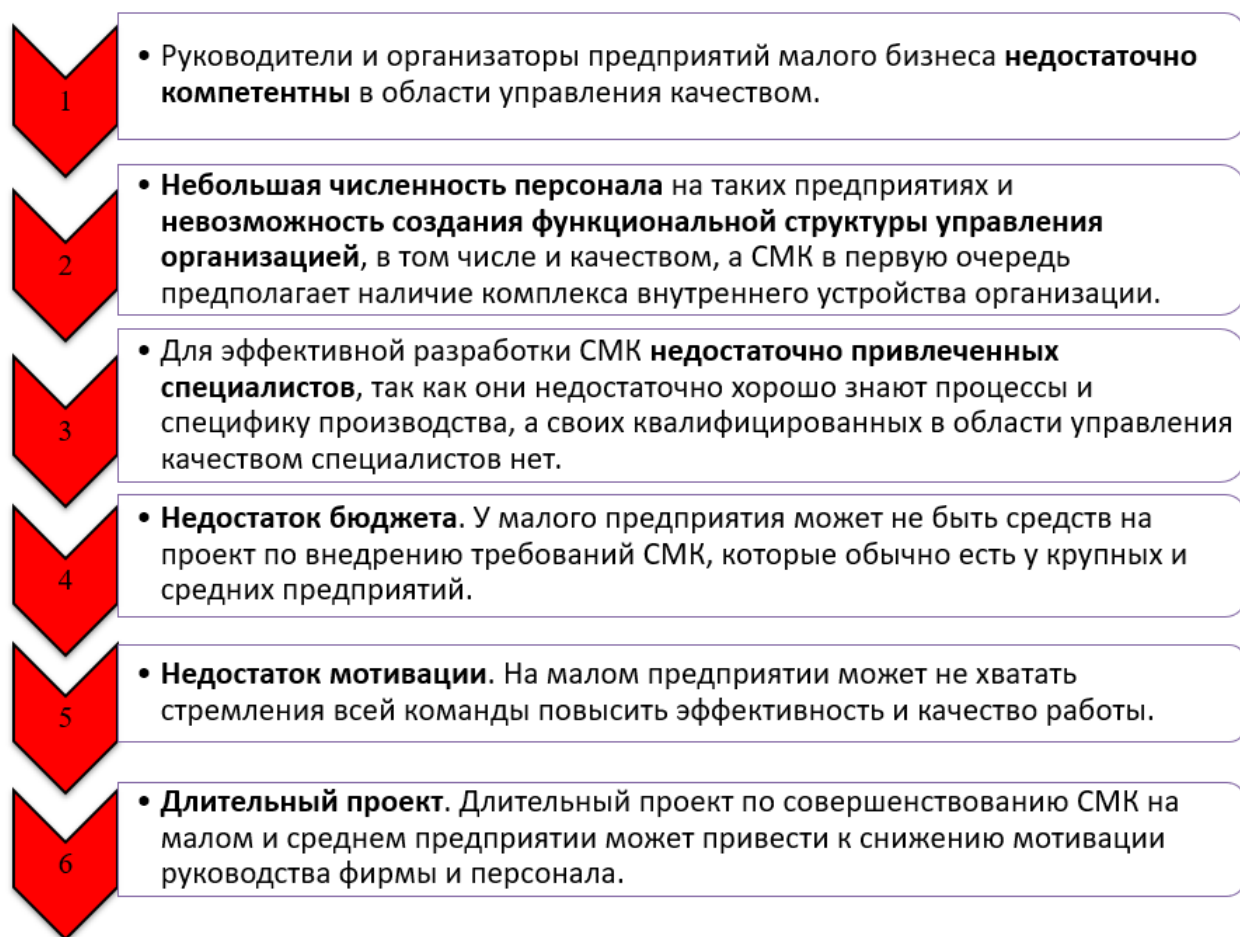 1
• Руководители и организаторы предприятий малого бизнеса недостаточно
компетентны в области управления качеством.
2
• Небольшая численность персонала на таких предприятиях и
невозможность создания функциональной структуры управления
организацией, в том числе и качеством, а СМК в первую очередь
предполагает наличие комплекса внутреннего устройства организации.
3
• Для эффективной разработки СМК недостаточно привлеченных
специалистов, так как они недостаточно хорошо знают процессы и
специфику производства, а своих квалифицированных в области управления
качеством специалистов нет.
4
• Недостаток бюджета. У малого предприятия может не быть средств на
проект по внедрению требований СМК, которые обычно есть у крупных и
средних предприятий.
5
• Недостаток мотивации. На малом предприятии может не хватать
стремления всей команды повысить эффективность и качество работы.
6
• Длительный проект. Длительный проект по совершенствованию СМК на
малом и среднем предприятии может привести к снижению мотивации
руководства фирмы и персонала.